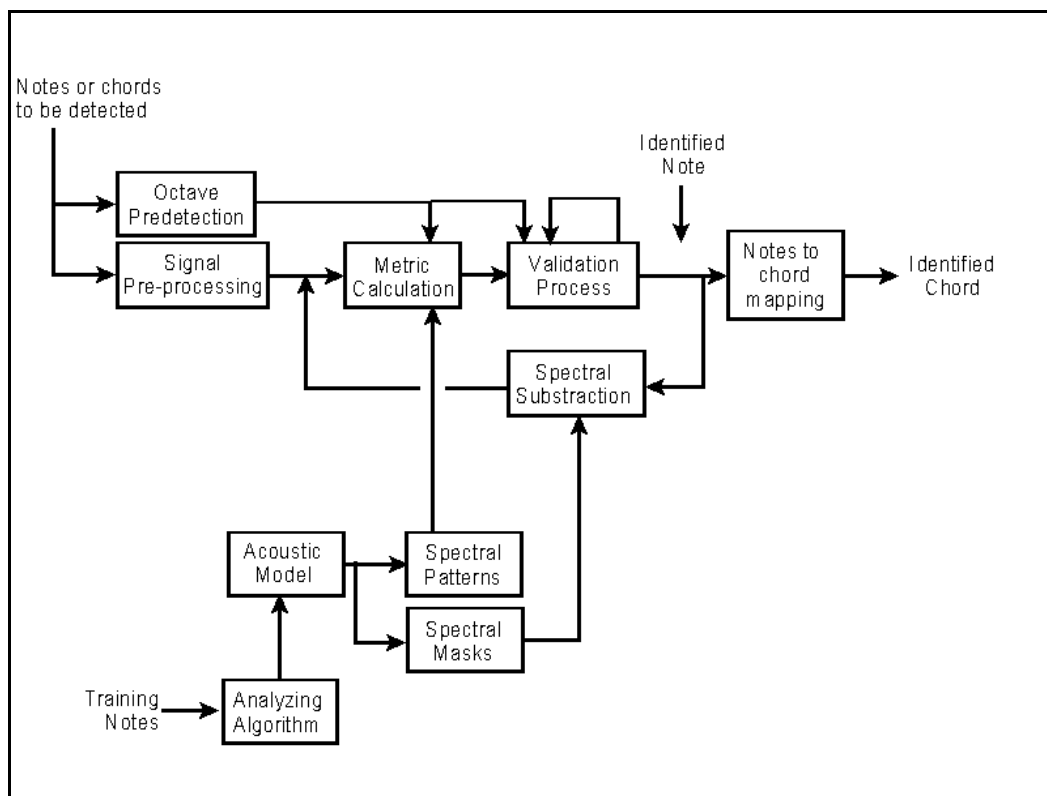 Notes or chords
to be detected
Identified
Note
Octave
Predetection
Signal
Pre-processing
Metric
Calculation
Validation
Process
Notes to
chord
mapping
Identified
Chord
Spectral
Substraction
Acoustic
Model
Spectral
Patterns
Spectral
Masks
Training
Notes
Analyzing
Algorithm